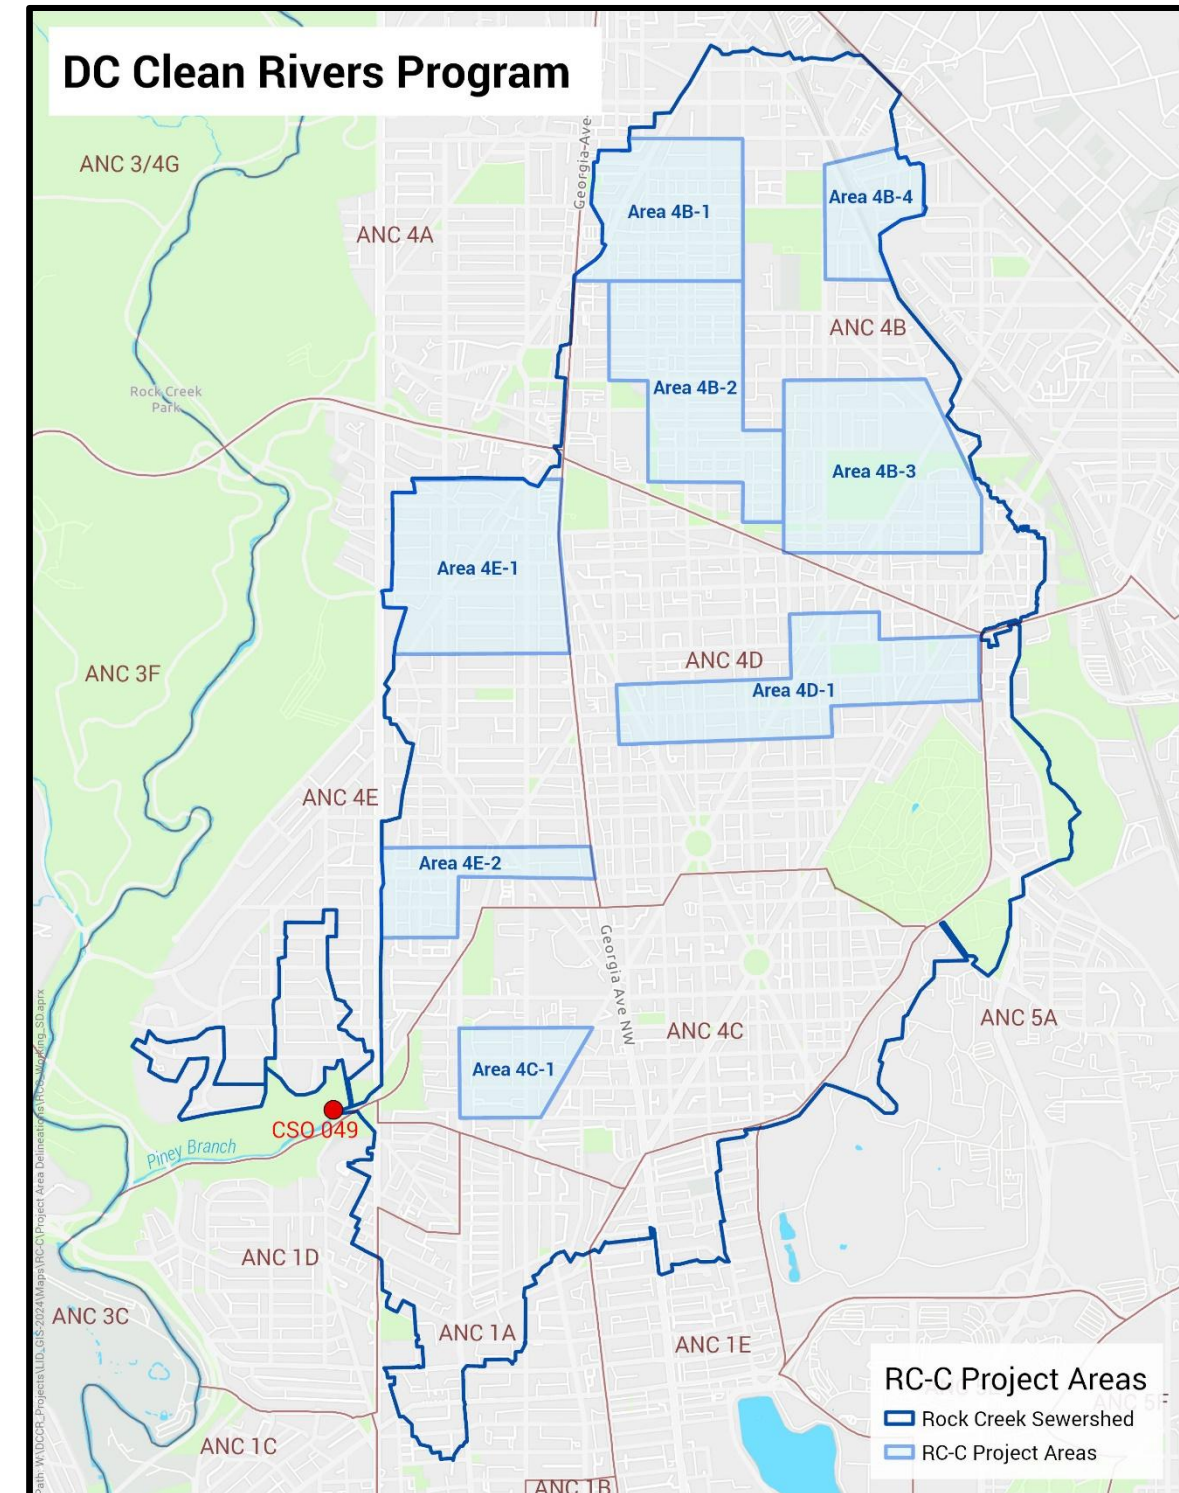 DC Clean Rivers Program
Georgia-Ave
ANC 3/4G
Area 4B-4
Area 4B-1
ANC 4A
ANC 4B
Rock Creek
Park
Area 4B-2
Area 4B-3
Area 4E-1
ANC 4D
ANC 3F
Area 4D-1
ANC 4E
Area 4E-2
Georgia Ave NW
ANC 5A
ANC 4C
Area 4C-1
CSO 049
Piney Branch
ANC 1D
ANC 3C
ANC 1A
ANC 1E
RC-C Project Areas
Rock Creek Sewershed
RC-C Project Areas
ANC 5F
ANC 1C
ANC 1B